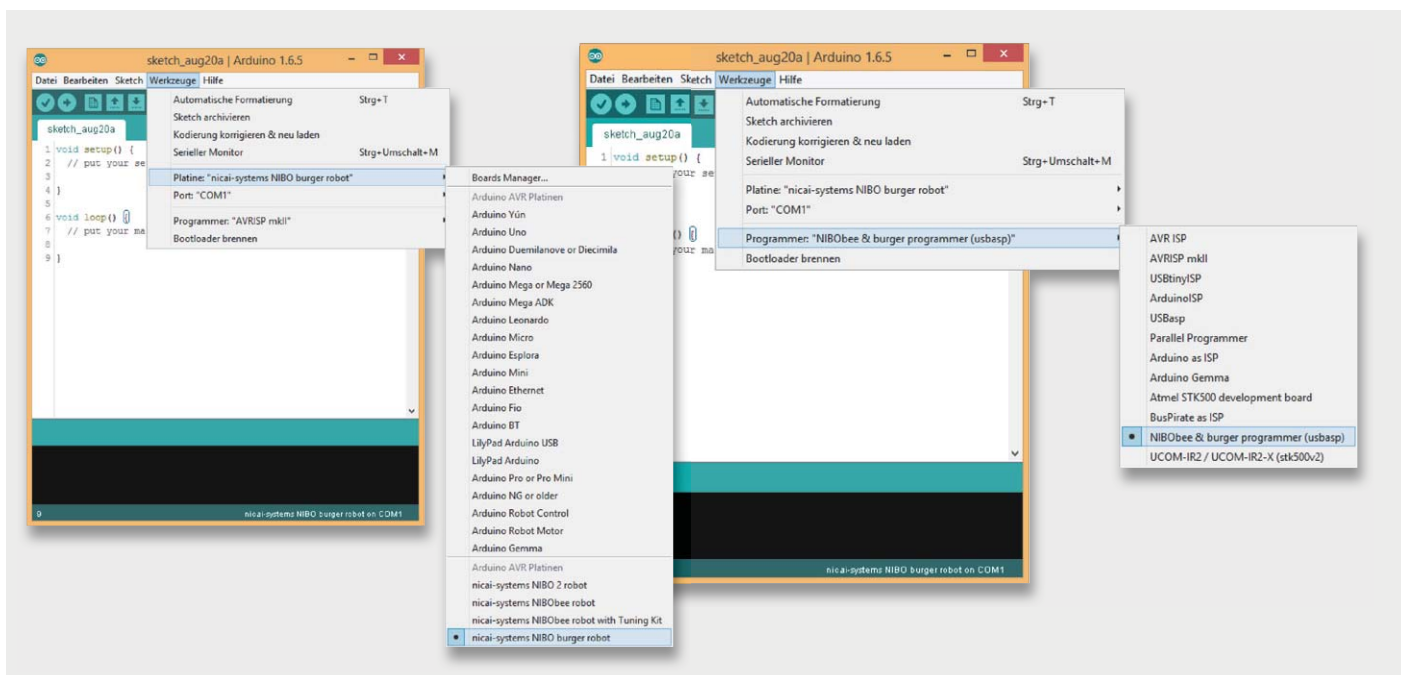 sketch_aug20a | Arduino 1.6.5
Datei Bearbeiten Sketch Werkzeuge Hilfe
Automatische Formatierung Strg+T
Sketch archivieren
Kodierung korrigieren & neu laden
Serieller Monitor Strg+Umschalt+M
Platine: "nicai-systems NIBO burger robot"
Port: "COM1"
Programmer: "AVRISP mkII"
Bootloader brennen
sketch_aug20a
1 void setup() {
2 // put your se
3
4 }
5
6 void loop() {
7 // put your ma
8
9 }
9
nicai-systems NIBO burger robot on COM1
Boards Manager...
Arduino AVR Platinen
Arduino Yún
Arduino Uno
Arduino Duemilanove or Diecimila
Arduino Nano
Arduino Mega or Mega 2560
Arduino Mega ADK
Arduino Leonardo
Arduino Micro
Arduino Esplora
Arduino Mini
Arduino Ethernet
Arduino Fio
Arduino BT
LilyPad Arduino USB
LilyPad Arduino
Arduino Pro or Pro Mini
Arduino NG or older
Arduino Robot Control
Arduino Robot Motor
Arduino Gemma
Arduino AVR Platinen
nicai-systems NIBO 2 robot
nicai-systems NIBObee robot
nicai-systems NIBObee robot with Tuning Kit
nicai-systems NIBO burger robot
sketch_aug20a | Arduino 1.6.5
Datei Bearbeiten Sketch Werkzeuge Hilfe
Automatische Formatierung Strg+T
Sketch archivieren
Kodierung korrigieren & neu laden
Serieller Monitor Strg+Umschalt+M
Platine: "nicai-systems NIBO burger robot"
Port: "COM1"
Programmer: "NIBObee & burger programmer (usbasp)"
Bootloader brennen
sketch_aug20a
1 void setup() {
your se
() {
your ma
nicai-systems NIBO burger robot on COM1
AVR ISP
AVRISP mkII
USBtinyISP
ArduinoISP
USBasp
Parallel Programmer
Arduino as ISP
Arduino Gemma
Atmel STK500 development board
BusPirate as ISP
NIBObee & burger programmer (usbasp)
UCOM-IR2 / UCOM-IR2-X (stk500v2)